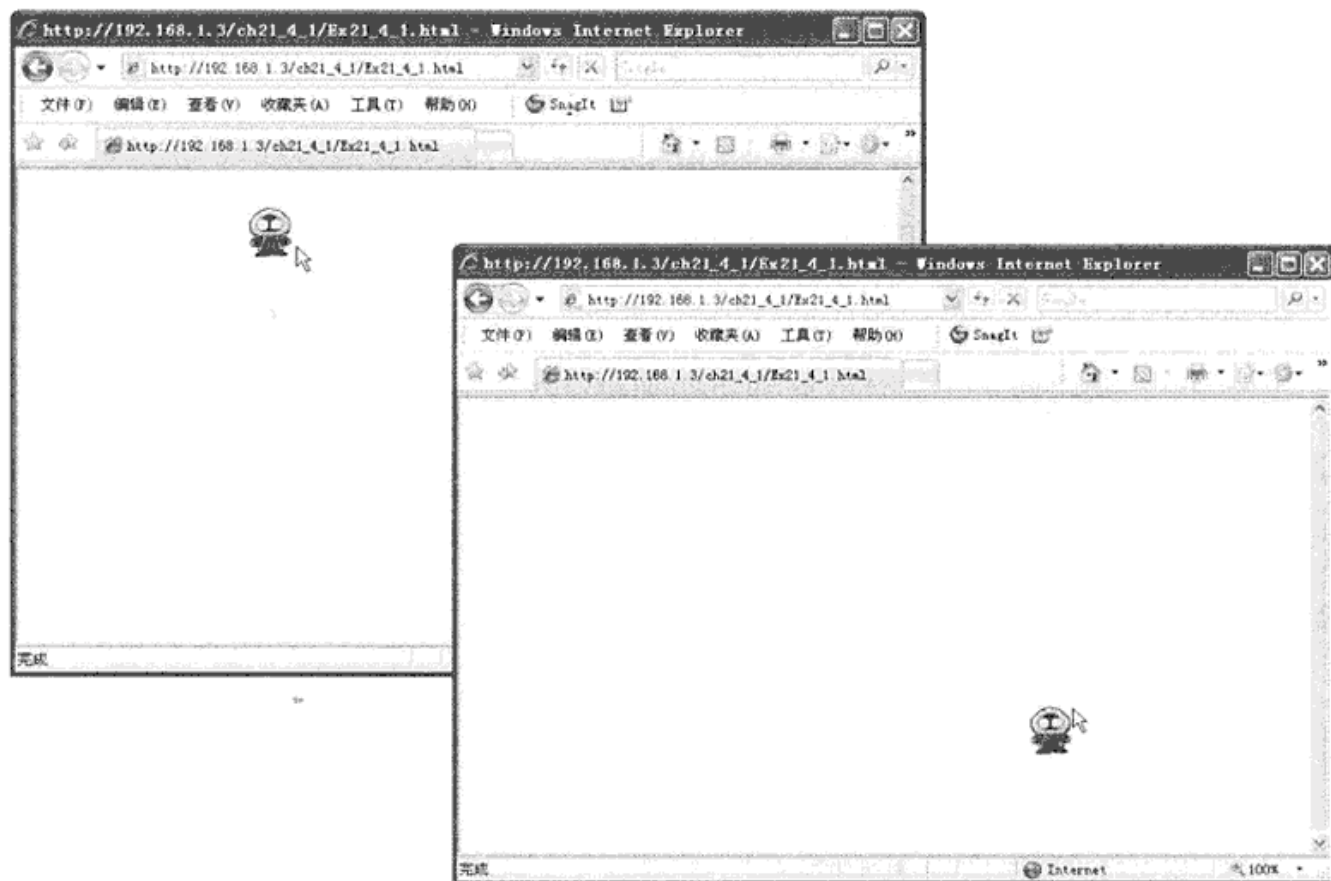 http://192.168.1.3/ch21_4_1/Ex21_4_1.html - Windows Internet Explorer
http://192.168.1.3/ch21_4_1/Ex21_4_1.html
文件(F) 编辑(E) 查看(V) 收藏夹(A) 工具(T) 帮助(H) SnagIt
http://192.168.1.3/ch21_4_1/Ex21_4_1.html
完成
http://192.168.1.3/ch21_4_1/Ex21_4_1.html - Windows Internet Explorer
http://192.168.1.3/ch21_4_1/Ex21_4_1.html
文件(F) 编辑(E) 查看(V) 收藏夹(A) 工具(T) 帮助(H) SnagIt
http://192.168.1.3/ch21_4_1/Ex21_4_1.html
完成 Internet 100%